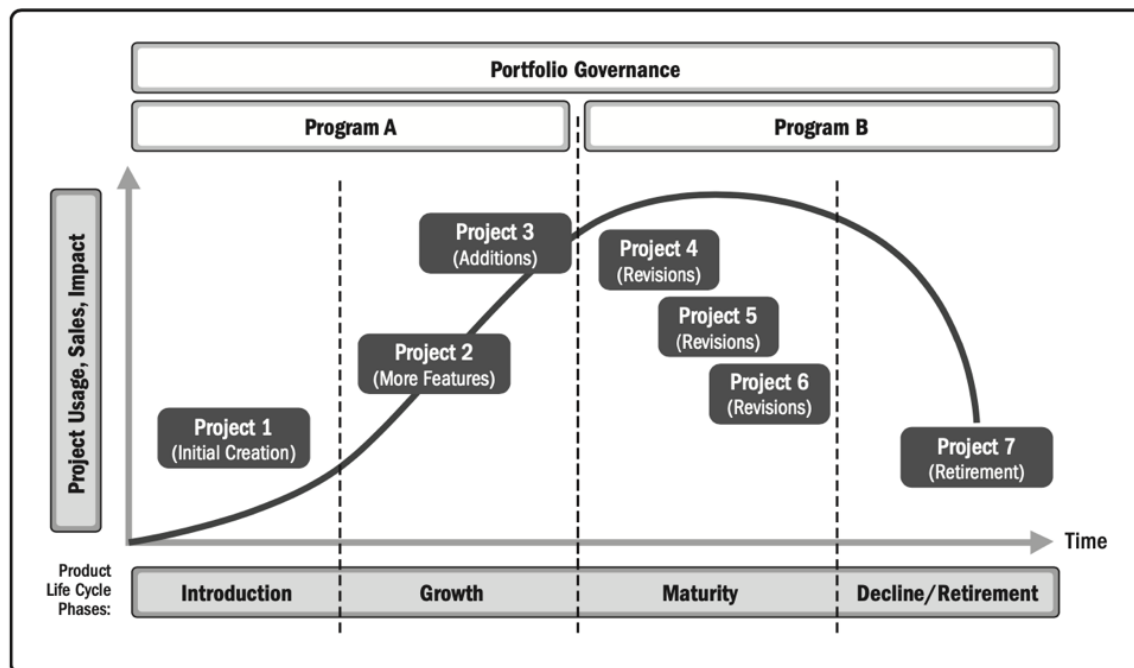 Portfolio Governance
Program A
Program B
Project Usage, Sales, Impact
Project 3
(Additions)
Project 4
(Revisions)
Project 5
(Revisions)
Project 2
(More Features)
Project 6
(Revisions)
Project 1
(Initial Creation)
Project 7
(Retirement)
Time
Product
Life Cycle
Phases:
Introduction
Growth
Maturity
Decline/Retirement